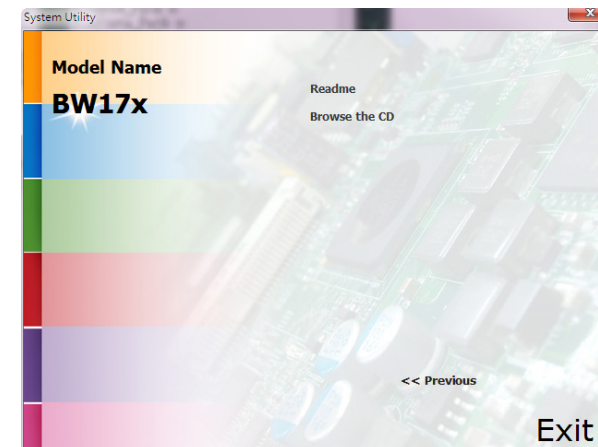 System Utility
Model Name
BW17x
Readme
Browse the CD
<< Previous
Exit